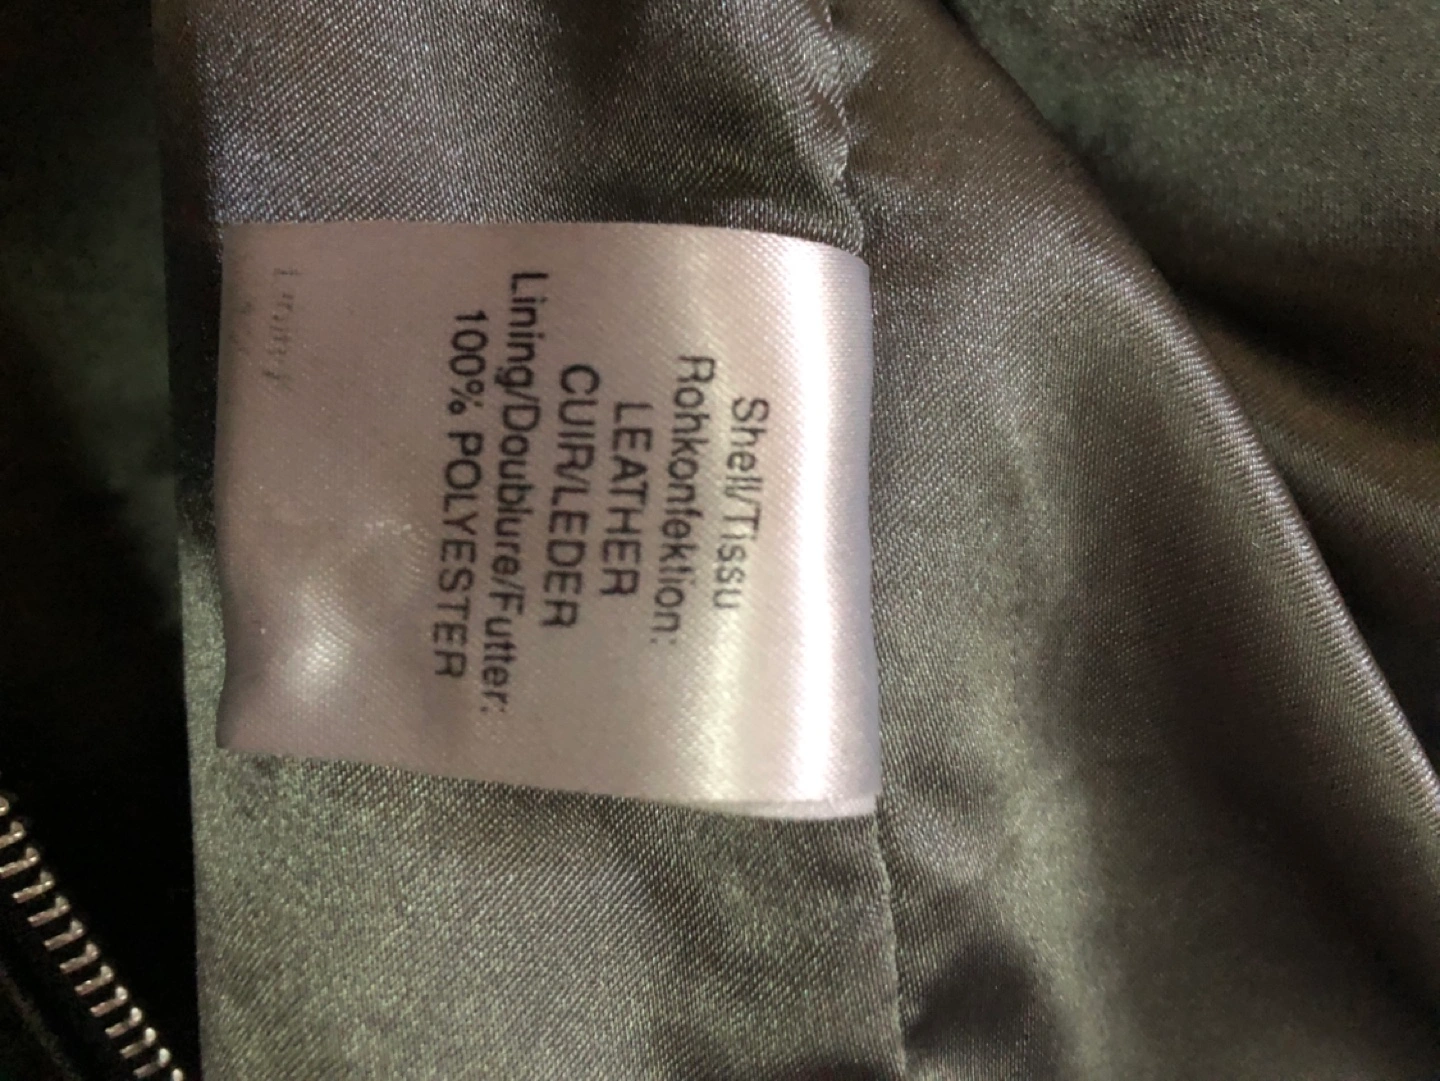 Shell/Tissu
Rohkonfektion:
LEATHER
CUIR/LEDER
Lining/Doublure/Futter:
100% POLYESTER